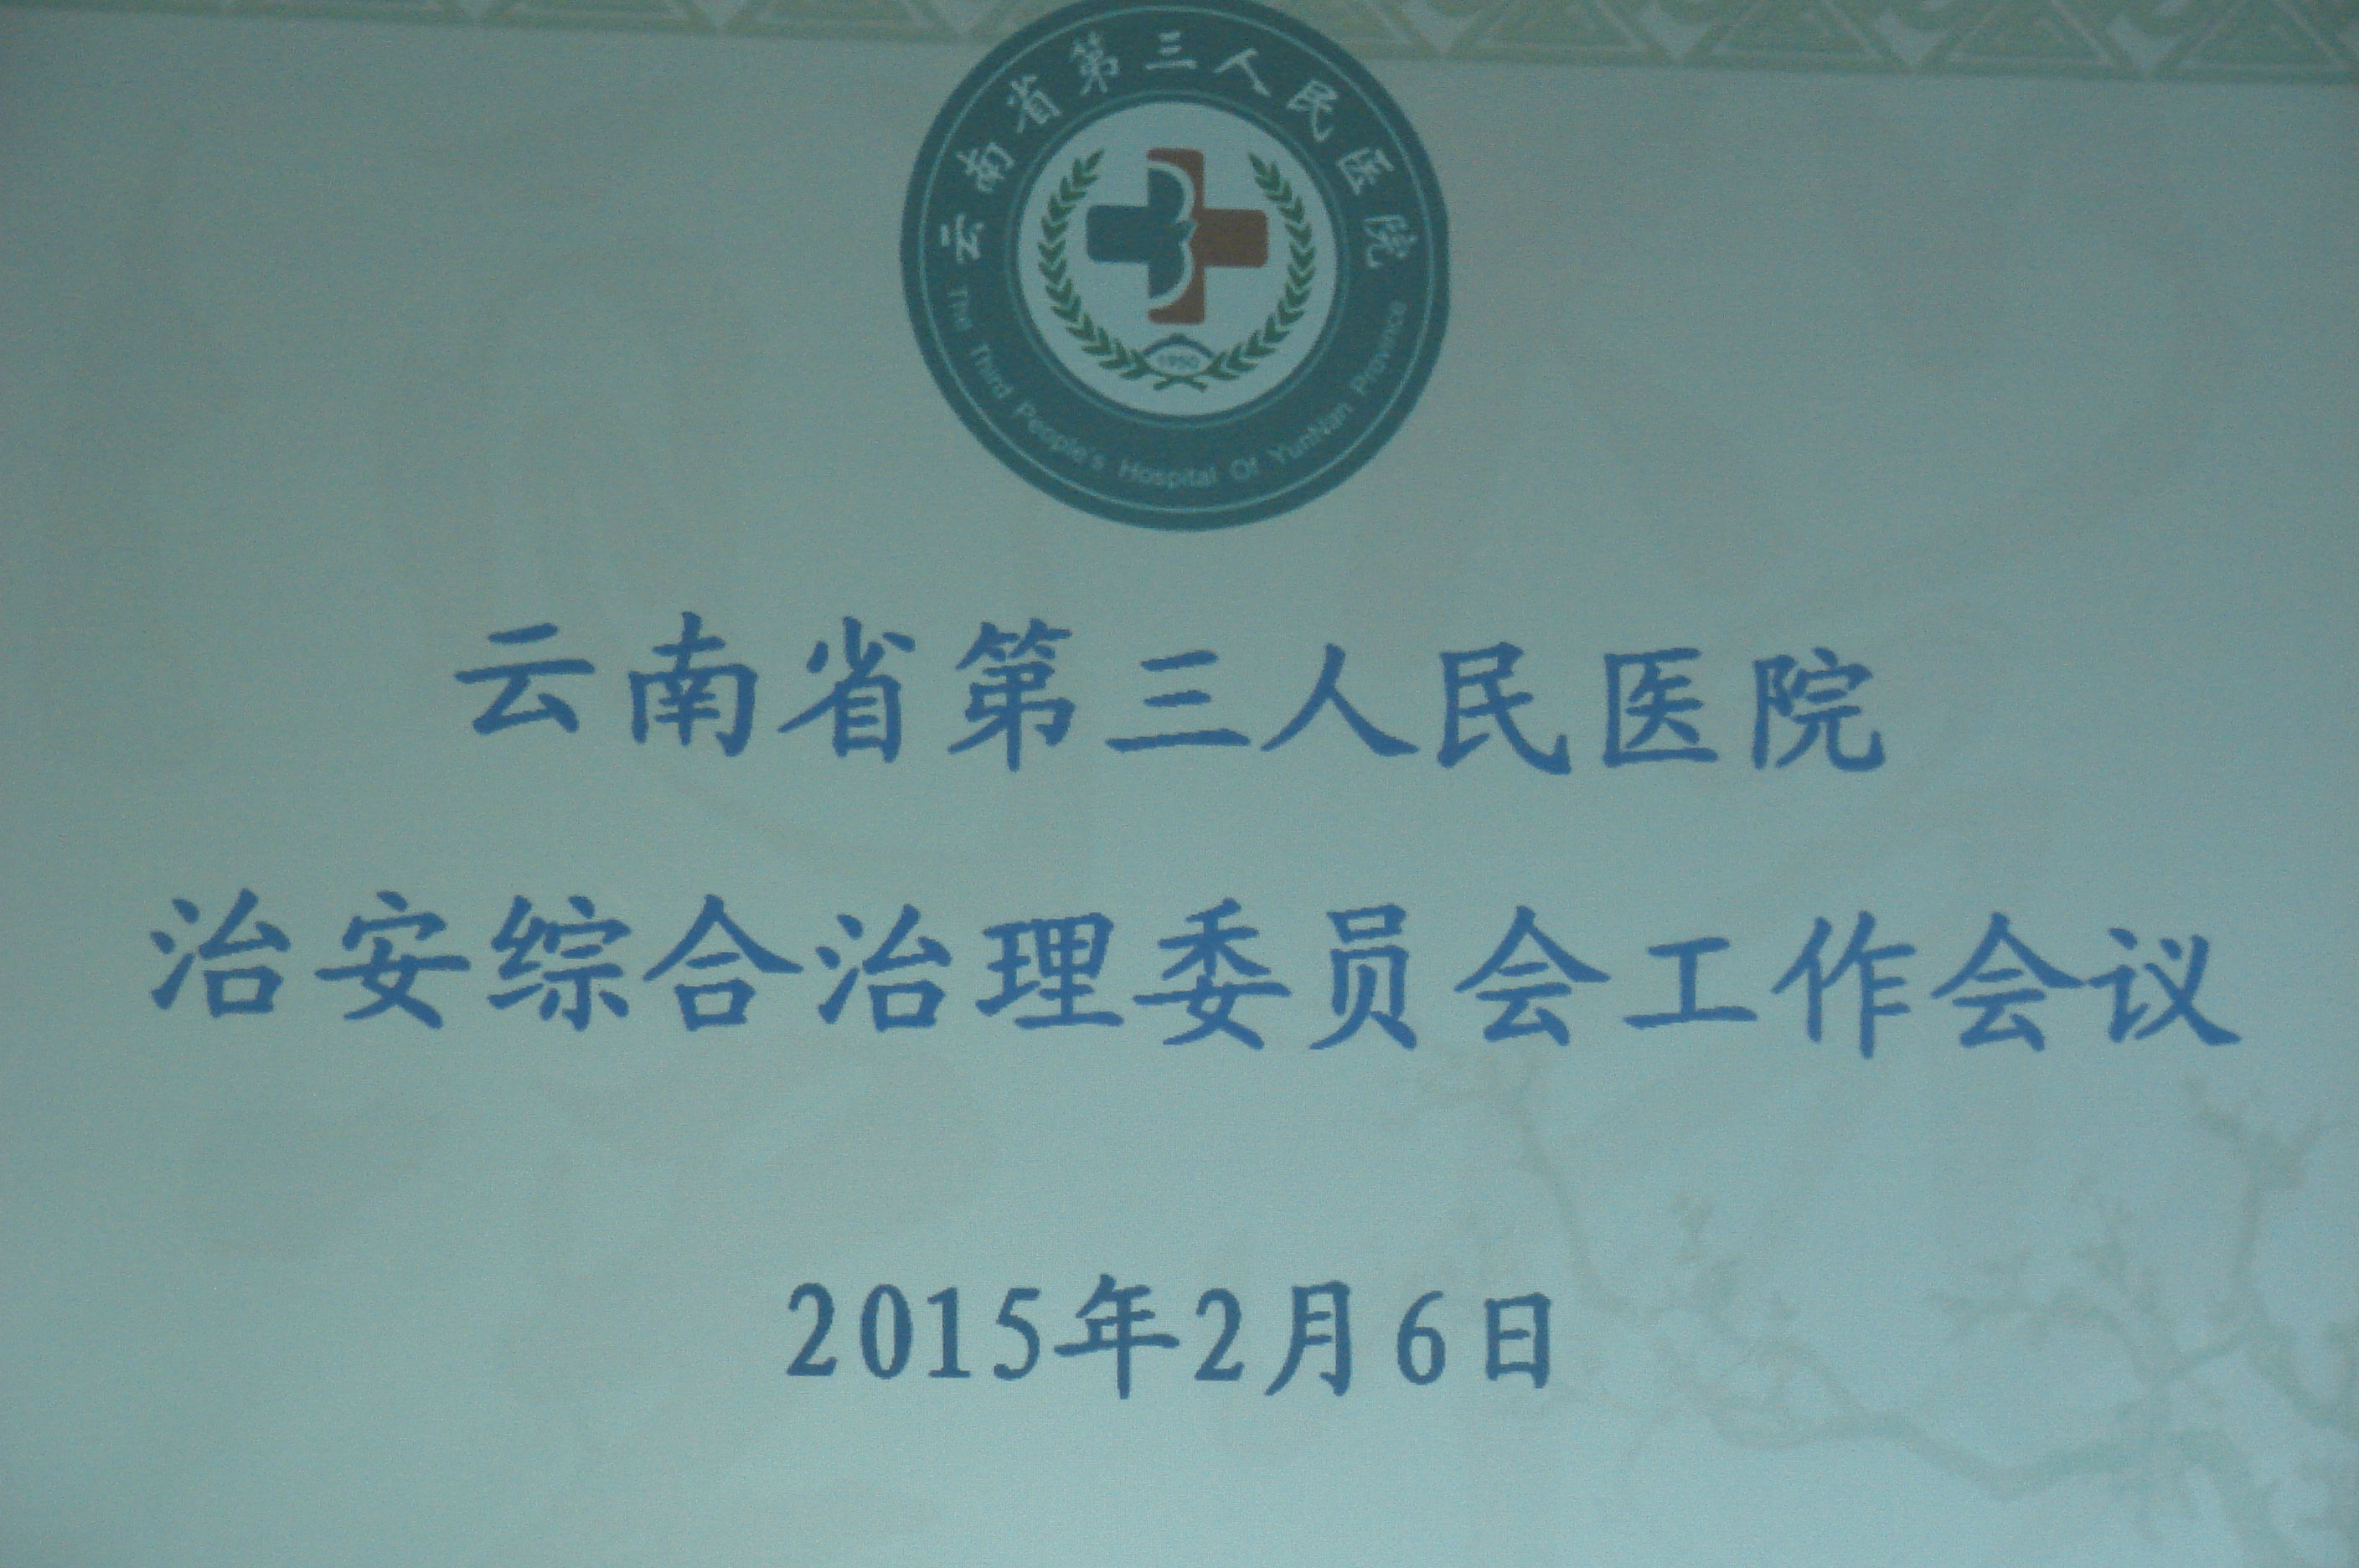 云南省第三人民医院
The Third People's Hospital Of YunNan Province
1950
云南省第三人民医院
治安综合治理委员会工作会议
2015年2月6日